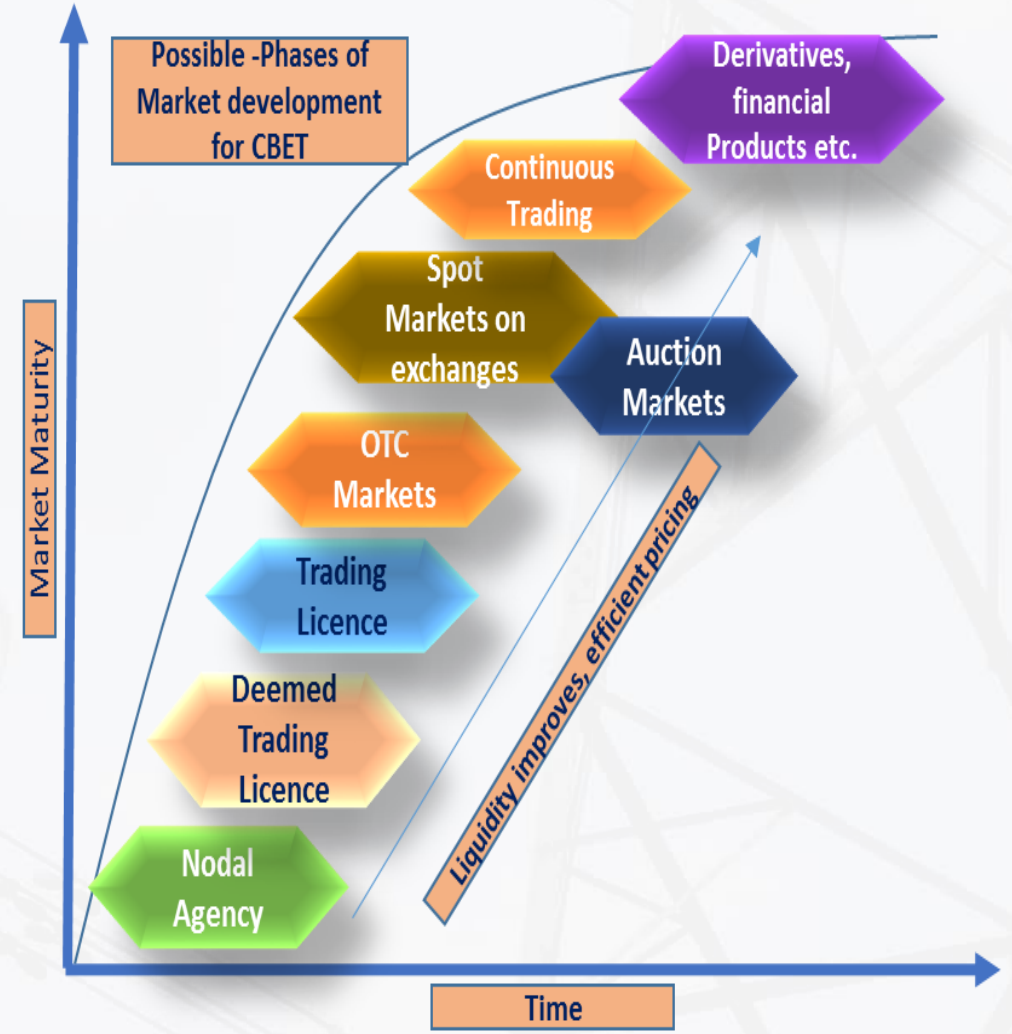 Possible -Phases of
Market development
for CBET
Derivatives,
financial
Products etc.
Continuous
Trading
Spot
Markets on
exchanges
Auction
Markets
OTC
Markets
Trading
Licence
Deemed
Trading
Licence
Nodal
Agency
Market Maturity
Liquidity improves, efficient pricing
Time